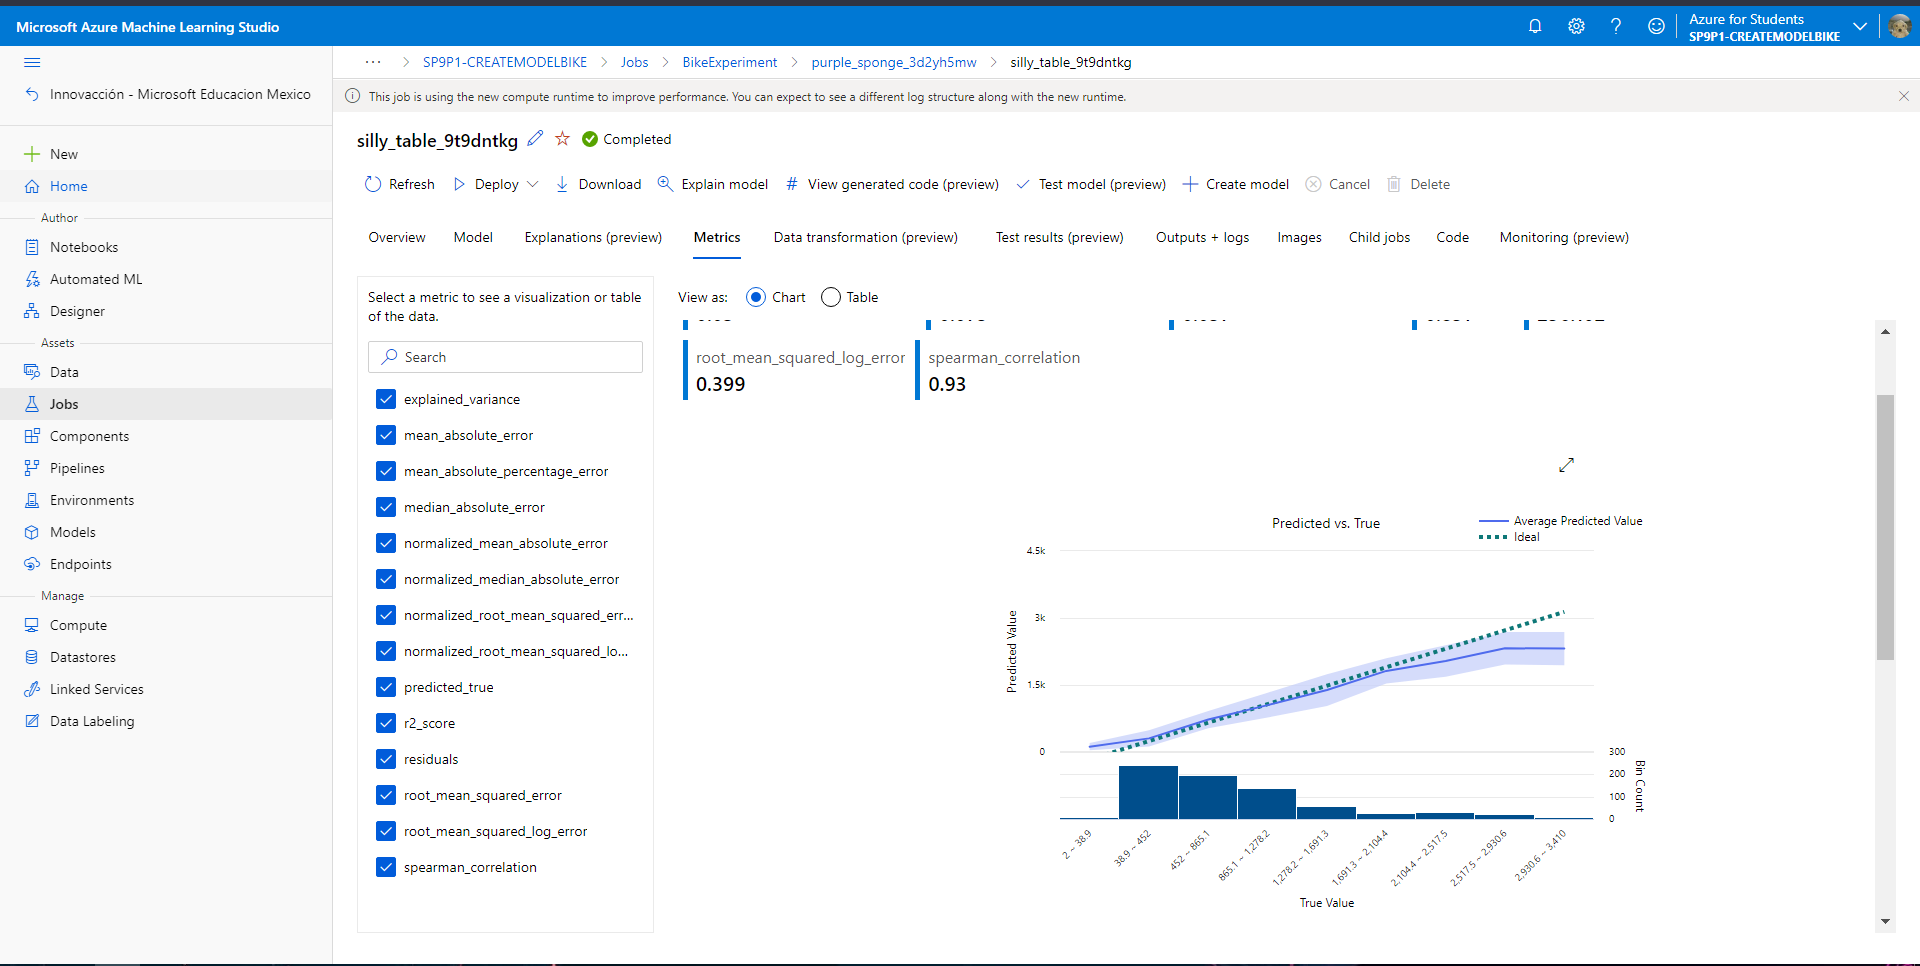 Microsoft Azure Machine Learning Studio
Azure for Students
SP9P1-CREATEMODELBIKE
Innovacción - Microsoft Educacion Mexico
New
Home
Author
Notebooks
Automated ML
Designer
Assets
Data
Jobs
Components
Pipelines
Environments
Models
Endpoints
Manage
Compute
Datastores
Linked Services
Data Labeling
··· > SP9P1-CREATEMODELBIKE > Jobs > BikeExperiment > purple_sponge_3d2yh5mw > silly_table_9t9dntkg
This job is using the new compute runtime to improve performance. You can expect to see a different log structure along with the new runtime.
silly_table_9t9dntkg Completed
Refresh Deploy Download Explain model # View generated code (preview) Test model (preview) Create model Cancel Delete
Overview Model Explanations (preview) Metrics Data transformation (preview) Test results (preview) Outputs + logs Images Child jobs Code Monitoring (preview)
Select a metric to see a visualization or table
of the data.
Search
explained_variance
mean_absolute_error
mean_absolute_percentage_error
median_absolute_error
normalized_mean_absolute_error
normalized_median_absolute_error
normalized_root_mean_squared_err...
normalized_root_mean_squared_lo...
predicted_true
r2_score
residuals
root_mean_squared_error
root_mean_squared_log_error
spearman_correlation
View as: Chart Table
root_mean_squared_log_error
0.399
spearman_correlation
0.93
Predicted vs. True
Average Predicted Value
Ideal
4.5k
3k
1.5k
0
Predicted Value
300
200
100
0
Bin Count
2 ~ 38.9
38.9 ~ 452
452 ~ 865.1
865.1 ~ 1,278.2
1,278.2 ~ 1,691.3
1,691.3 ~ 2,104.4
2,104.4 ~ 2,517.5
2,517.5 ~ 2,930.6
2,930.6 ~ 3,410
True Value